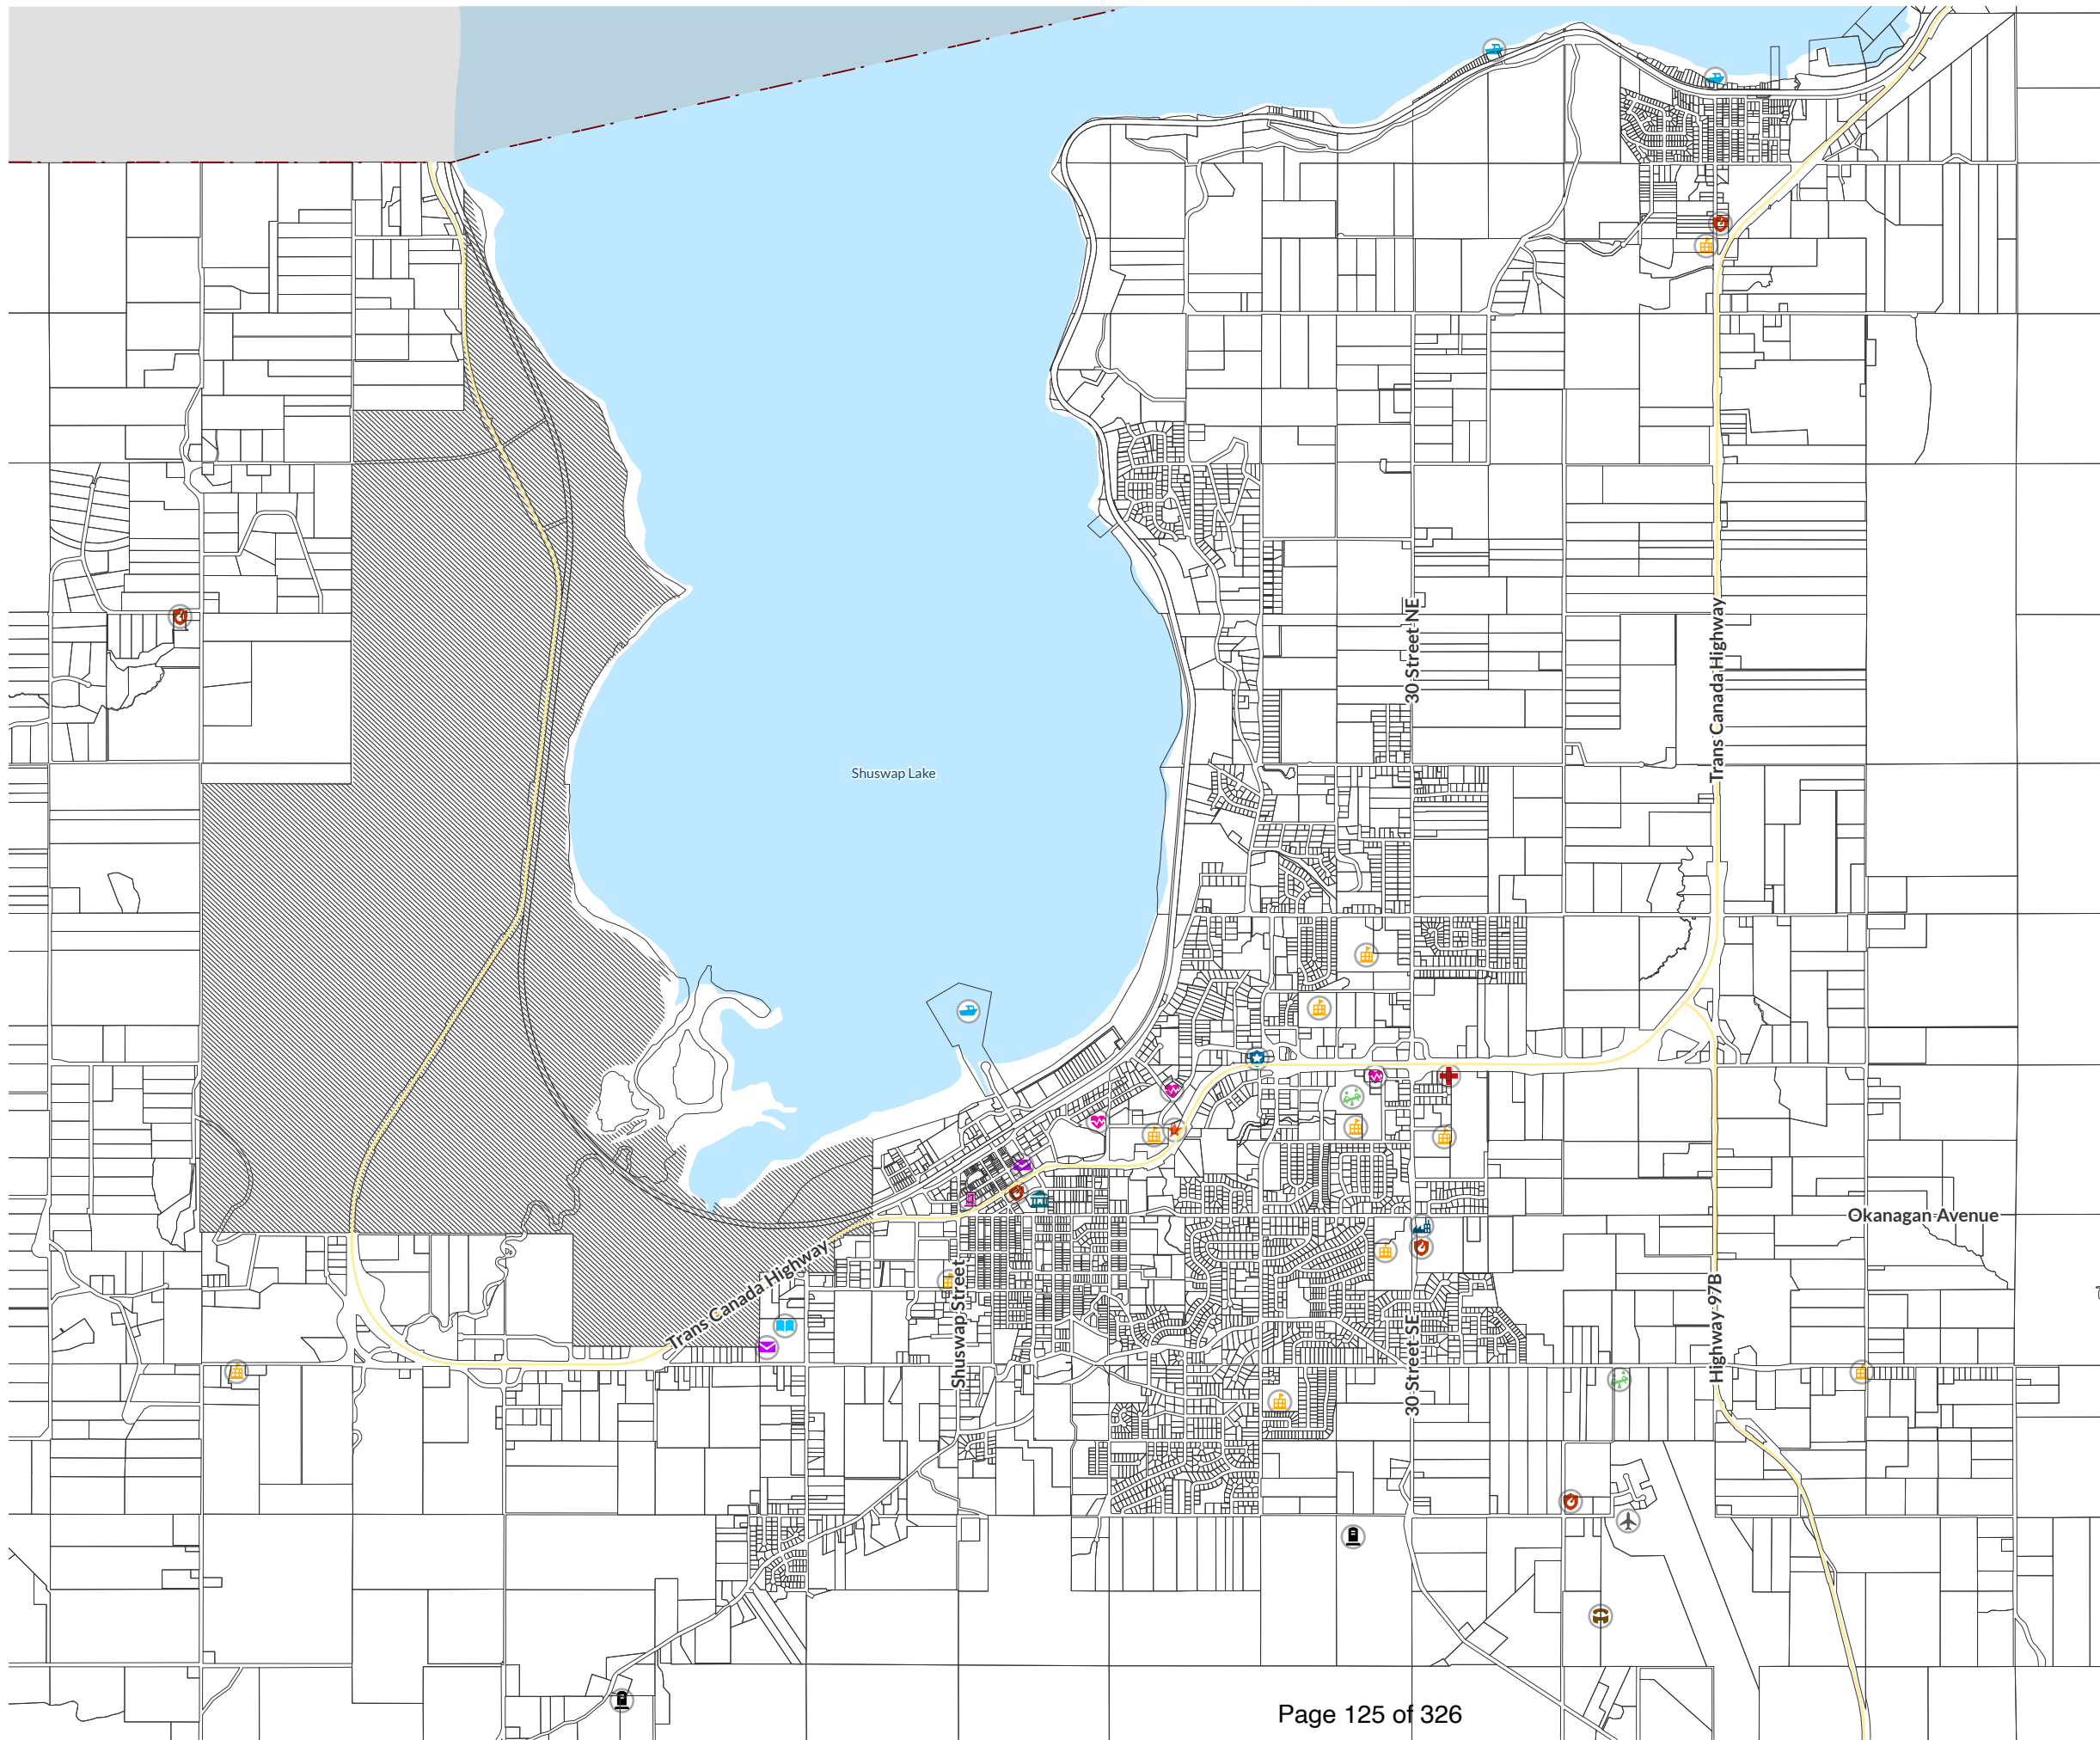 30 Street NE
Trans Canada Highway
Shuswap Lake
Okanagan Avenue
Trans Canada Highway
Shuswap Street
30 Street SE
Highway 97B
Page 125 of 326